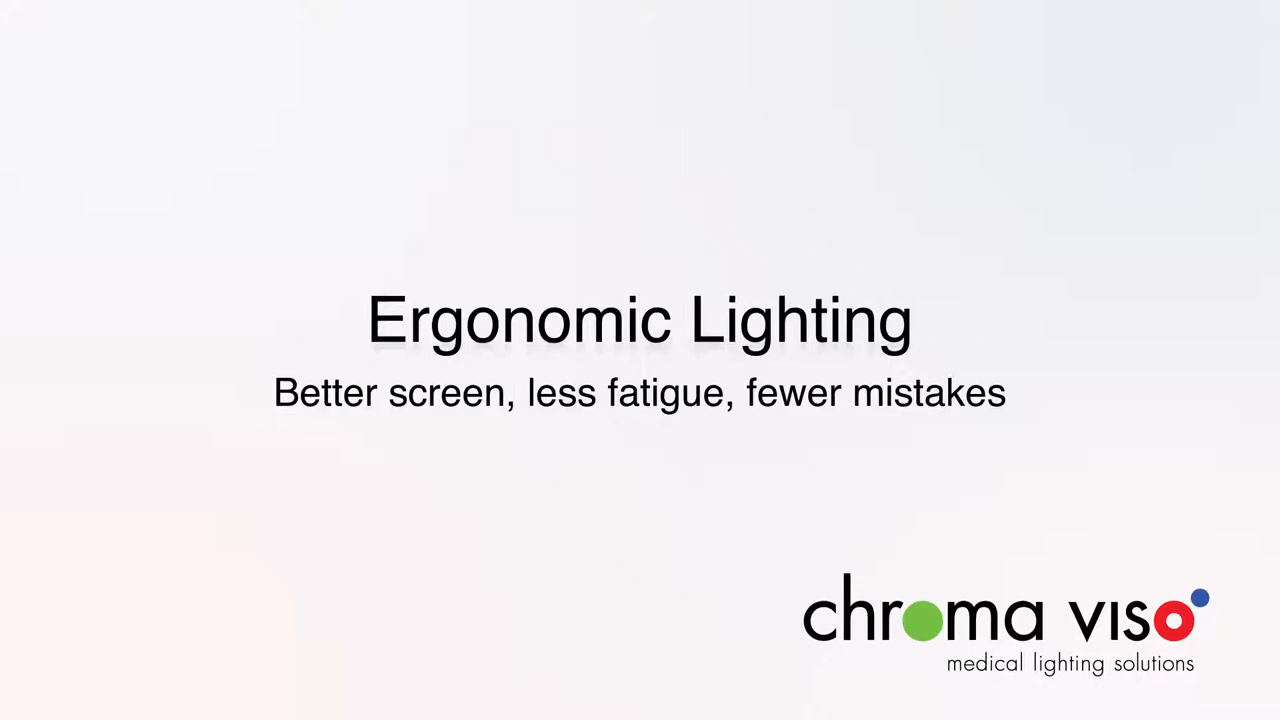 Ergonomic Lighting
Better screen, less fatigue, fewer mistakes
chroma viso
medical lighting solutions